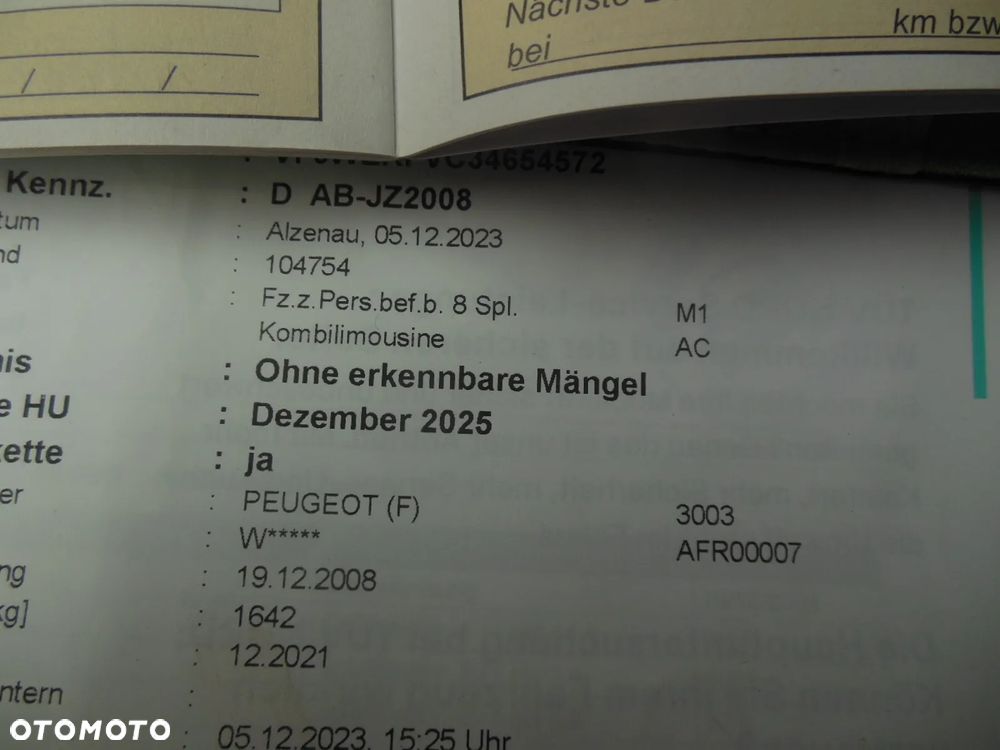 Nächste
km bzw
bei
/ /
C34654572
Kennz. : D AB-JZ2008
tum : Alzenau, 05.12.2023
nd : 104754
: Fz.z.Pers.bef.b. 8 Spl. M1
Kombilimousine AC
nis : Ohne erkennbare Mängel
e HU : Dezember 2025
kette : ja
er : PEUGEOT (F) 3003
: W***** AFR00007
ng : 19.12.2008
kg] : 1642
: 12.2021
ntern :
: 05.12.2023, 15:25 Uhr
OTOMOTO